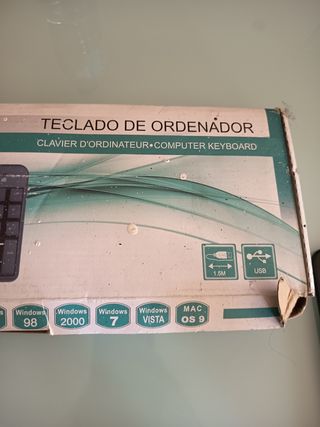 TECLADO DE ORDENADOR
CLAVIER D'ORDINATEUR•COMPUTER KEYBOARD
1.5M
USB
Windows 98
Windows 2000
Windows 7
Windows VISTA
MAC OS 9